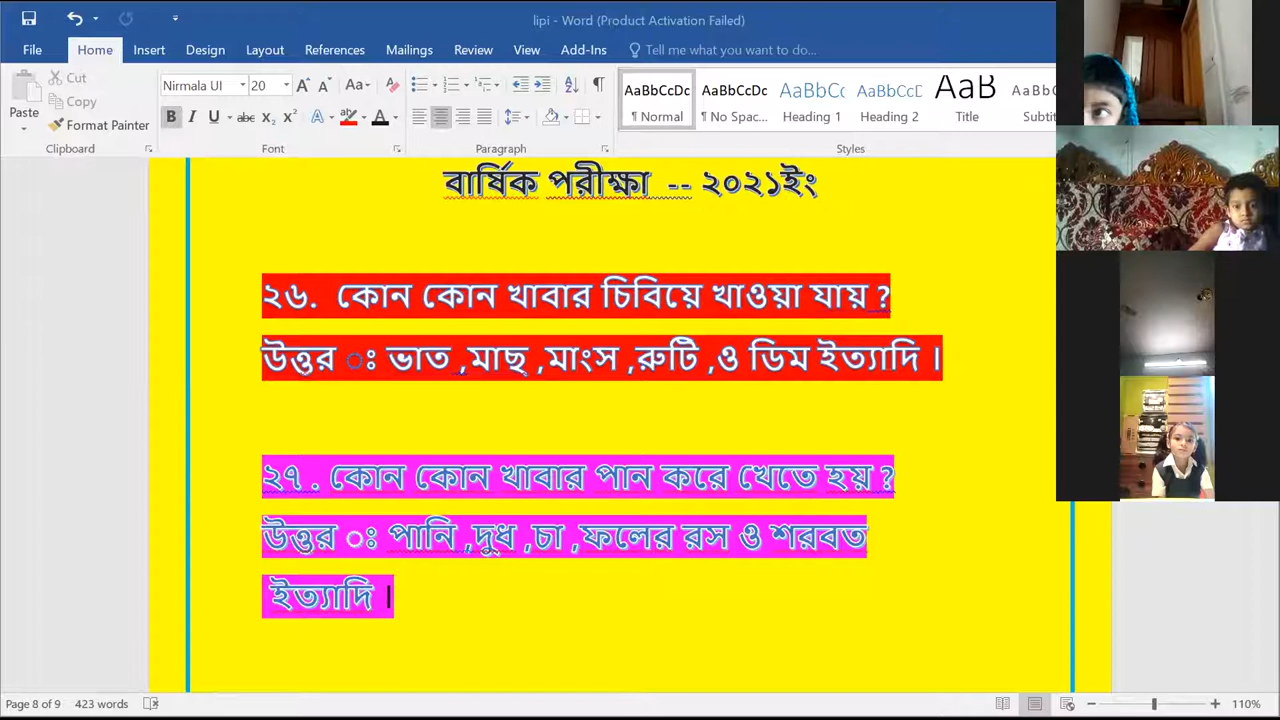 lipi - Word (Product Activation Failed)
File Home Insert Design Layout References Mailings Review View Add-Ins Tell me what you want to do...
Cut
Copy
Paste
Format Painter
Clipboard
Nirmala UI 20
Font
Paragraph
AaBbCcDc AaBbCcDc AaBbCc AaBbCcD AaB AaBbC
¶ Normal ¶ No Spac... Heading 1 Heading 2 Title Subtit
Styles
বার্ষিক পরীক্ষা -- ২০২১ইং
২৬. কোন কোন খাবার চিবিয়ে খাওয়া যায় ?
উত্তর ঃ ভাত ,মাছ ,মাংস ,রুটি ,ও ডিম ইত্যাদি ।
২৭ . কোন কোন খাবার পান করে খেতে হয় ?
উত্তর ঃ পানি ,দুধ ,চা ,ফলের রস ও শরবত
ইত্যাদি ।
Page 8 of 9 423 words 110%